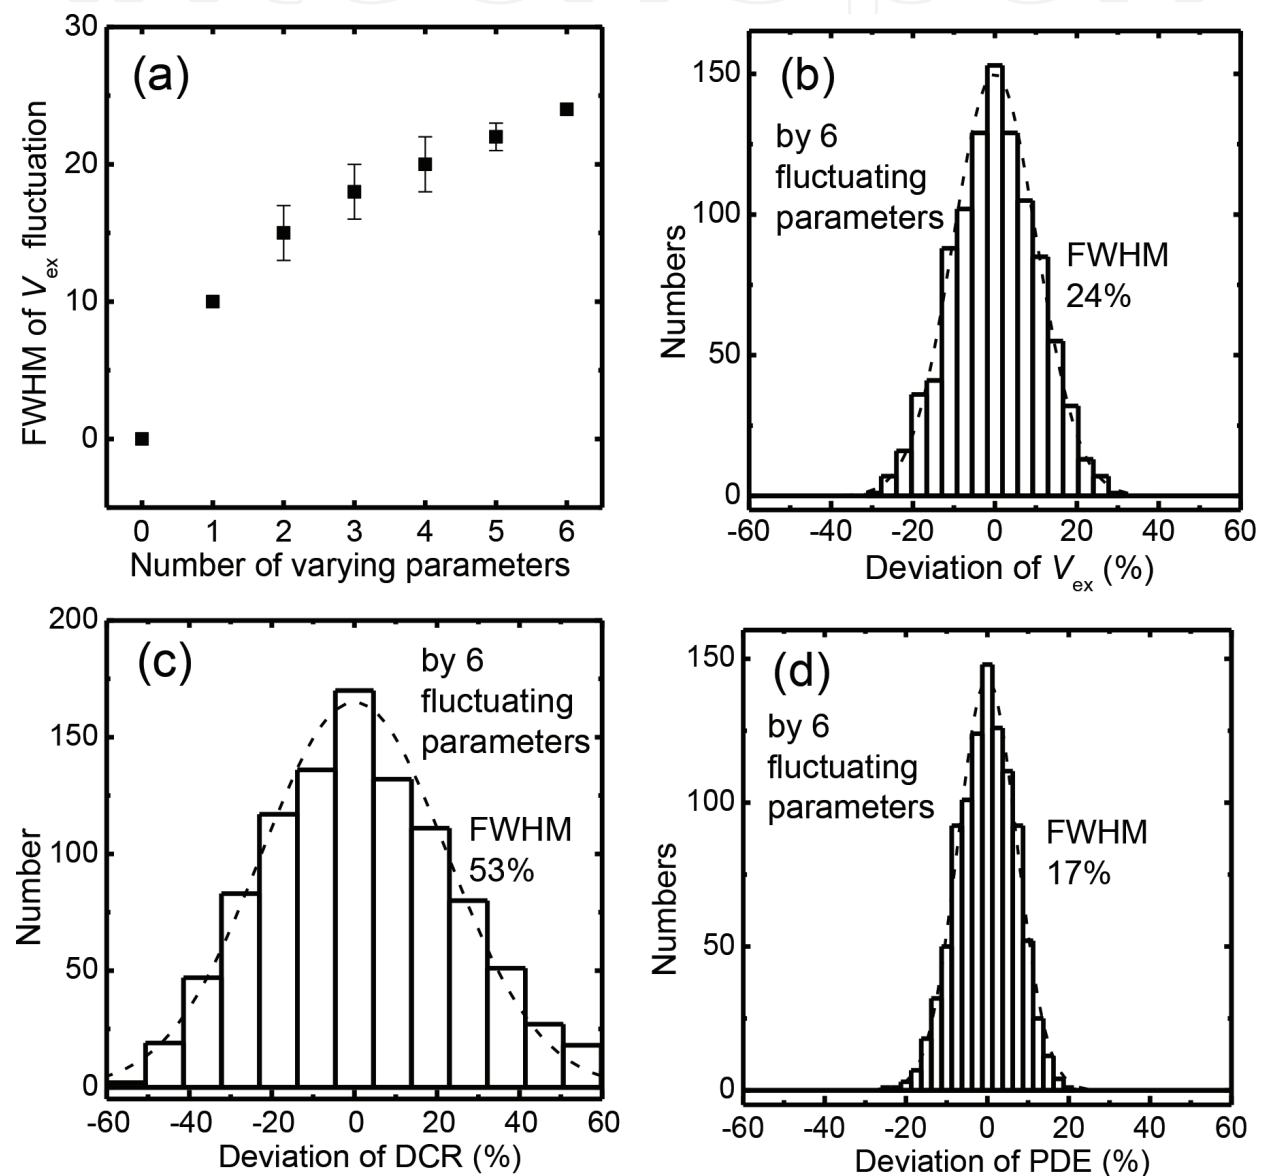 (a)
30
20
10
0
FWHM of Vex fluctuation
0 1 2 3 4 5 6
Number of varying parameters
(b)
by 6
fluctuating
parameters
FWHM
24%
150
100
50
0
Numbers
-60 -40 -20 0 20 40 60
Deviation of Vex (%)
(c)
by 6
fluctuating
parameters
FWHM
53%
200
150
100
50
0
Number
-60 -40 -20 0 20 40 60
Deviation of DCR (%)
(d)
by 6
fluctuating
parameters
FWHM
17%
150
100
50
0
Numbers
-60 -40 -20 0 20 40 60
Deviation of PDE (%)